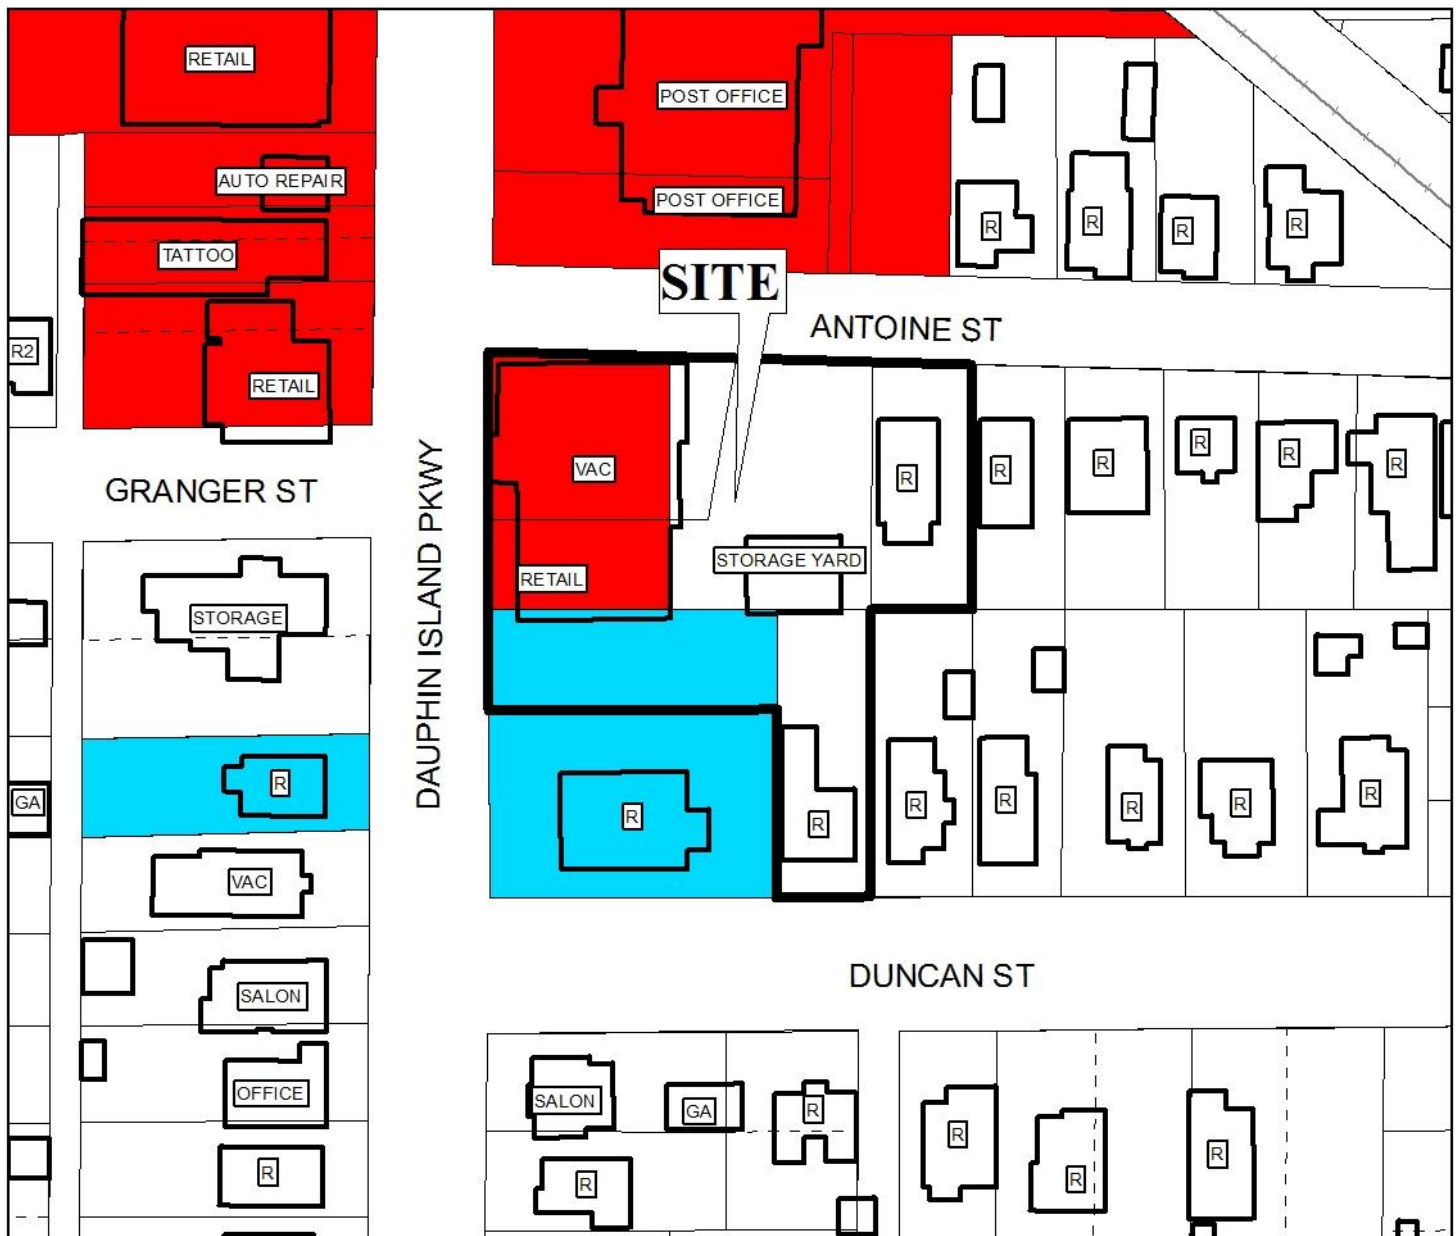 RETAIL
POST OFFICE
AUTO REPAIR
POST OFFICE
R
R
R
R
TATTOO
SITE
ANTOINE ST
R2
RETAIL
VAC
R
R
R
R
R
R
GRANGER ST
DAUPHIN ISLAND PKWY
RETAIL
STORAGE YARD
STORAGE
R
GA
R
R
R
R
R
R
R
VAC
DUNCAN ST
SALON
OFFICE
SALON
GA
R
R
R
R
R
R
R